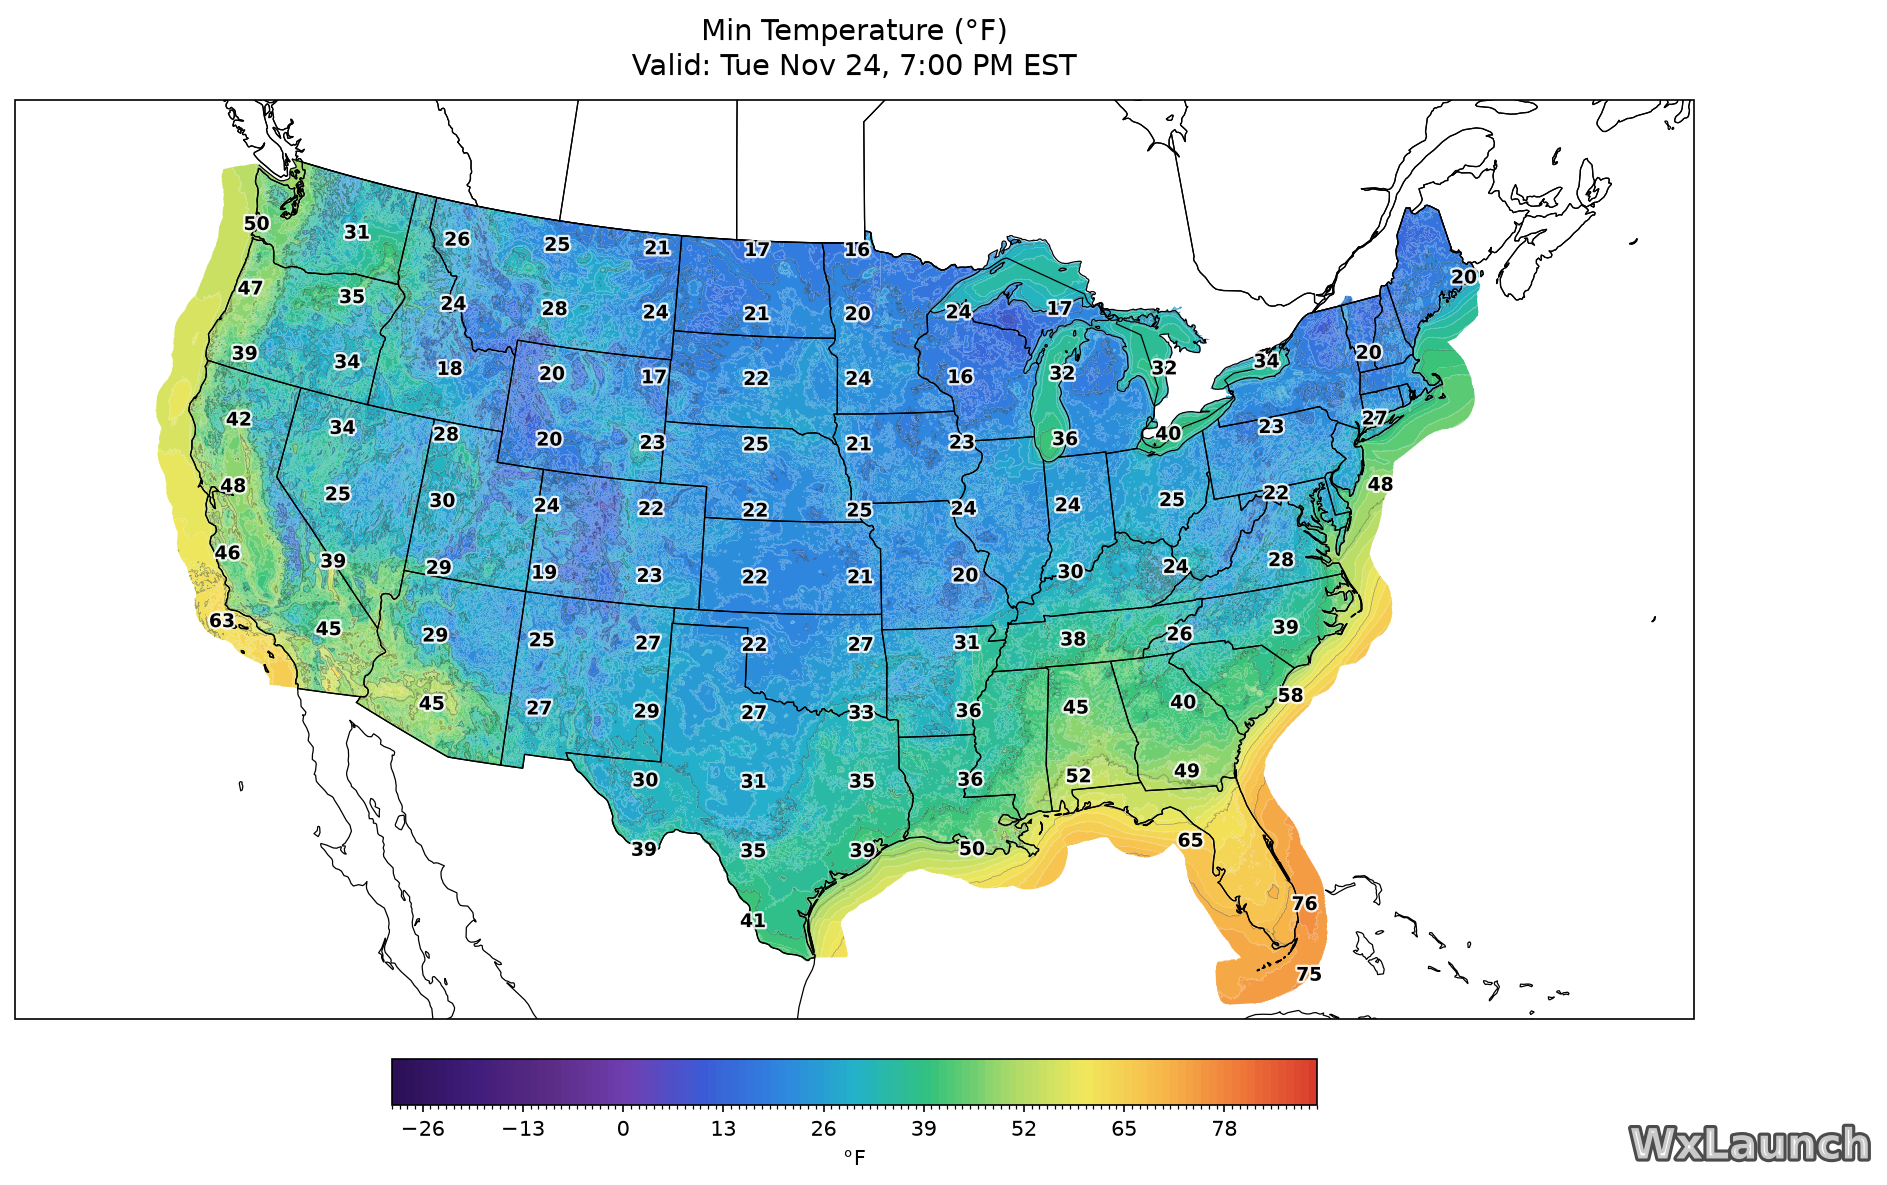 Min Temperature (°F)
Valid: Tue Nov 24, 7:00 PM EST
50 31 26 25 21 17 16 20
47 35 24 28 24 21 20 24 17
39 34 18 20 17 22 24 16 32 32 34 20
42 34 28 20 23 25 21 23 36 40 23 27
48 25 30 24 22 22 25 24 24 25 22 48
46 39 29 19 23 22 21 20 30 24 28
63 45 29 25 27 22 27 31 38 26 39
45 27 29 27 33 36 45 40 58
30 31 35 36 52 49
39 35 39 50 65
41 76
75
−26 −13 0 13 26 39 52 65 78
°F
WxLaunch